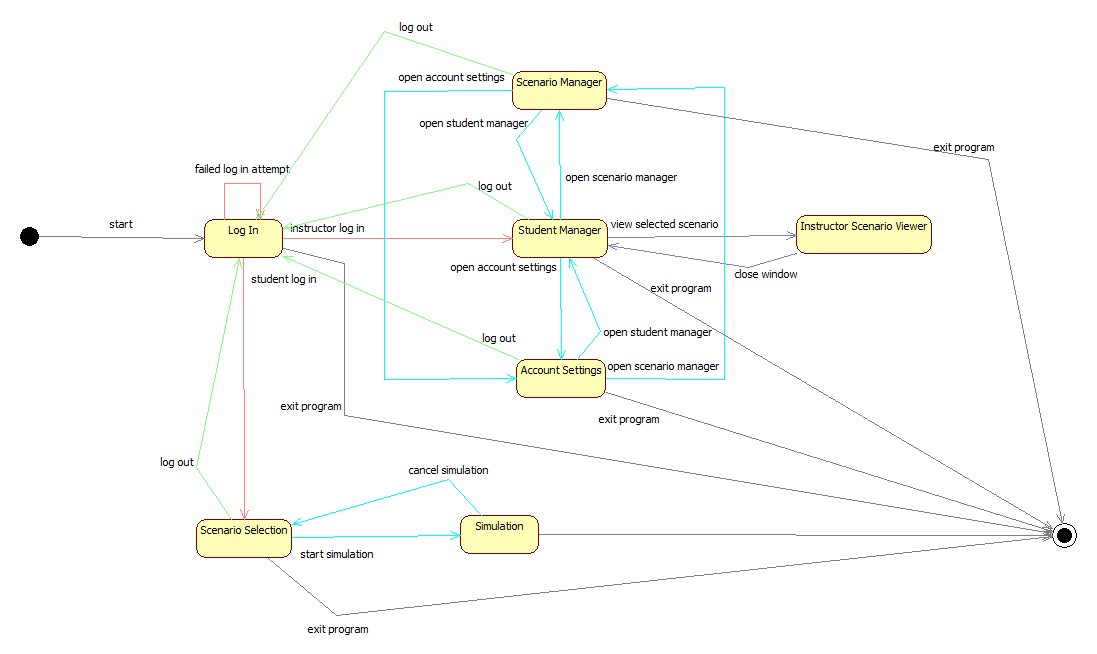 log out
open account settings
Scenario Manager
open student manager
exit program
failed log in attempt
open scenario manager
log out
start
Log In
instructor log in
Student Manager
view selected scenario
Instructor Scenario Viewer
open account settings
close window
student log in
exit program
open student manager
log out
Account Settings
open scenario manager
exit program
exit program
log out
cancel simulation
Scenario Selection
Simulation
start simulation
exit program